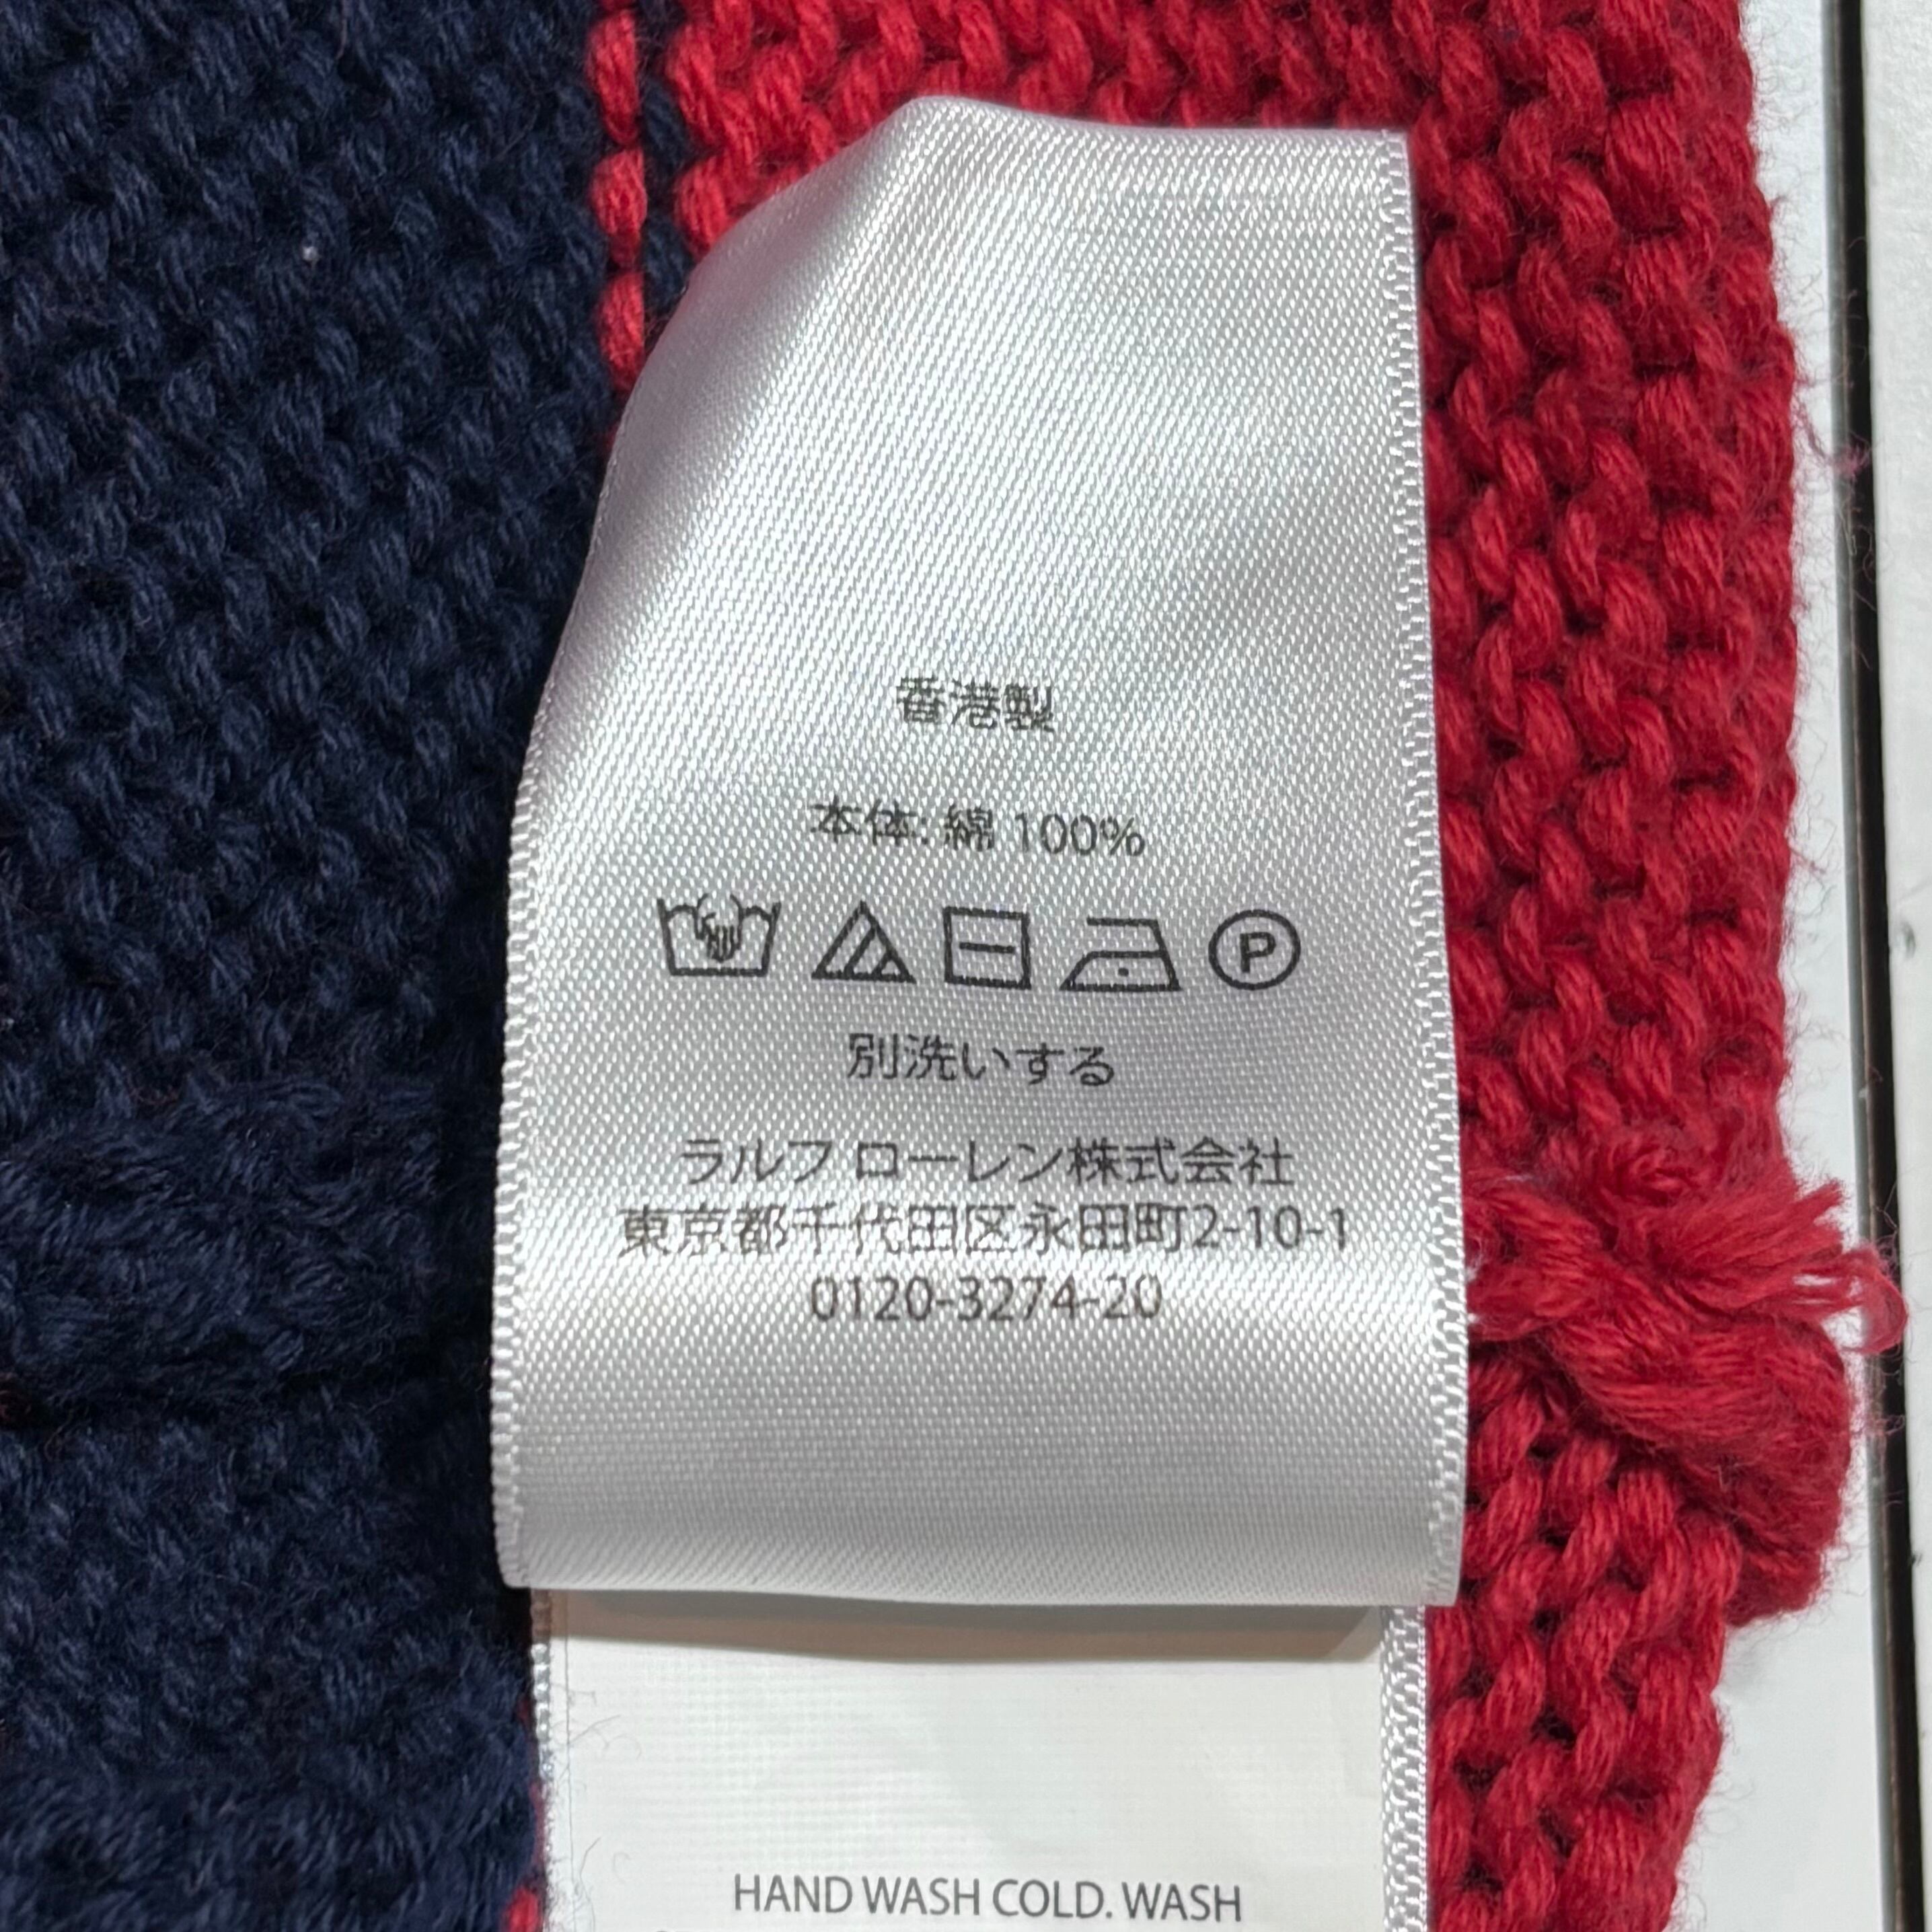 香港製
本体: 綿 100%
P
別洗いする
ラルフ ローレン株式会社
東京都千代田区永田町2-10-1
0120-3274-20
HAND WASH COLD. WASH